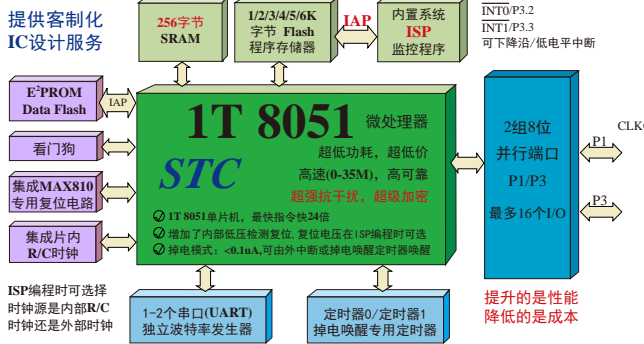 提供客制化
IC设计服务
256字节
SRAM
1/2/3/4/5/6K
字节 Flash
程序存储器
IAP
内置系统
ISP
监控程序
INT0/P3.2
INT1/P3.3
可下降沿/低电平中断
E²PROM
Data Flash
IAP
看门狗
集成MAX810
专用复位电路
集成片内
R/C时钟
1T 8051 微处理器
STC
超低功耗，超低价
高速(0-35M)，高可靠
超强抗干扰，超级加密
1T 8051单片机，最快指令快24倍
增加了内部低压检测复位,复位电压在ISP编程时可选
掉电模式：<0.1uA,可由外中断或掉电唤醒定时器唤醒
2组8位
并行端口
P1/P3
最多16个I/O
CLK
P1
P3
ISP编程时可选择
时钟源是内部R/C
时钟还是外部时钟
1-2个串口(UART)
独立波特率发生器
定时器0/定时器1
掉电唤醒专用定时器
提升的是性能
降低的是成本